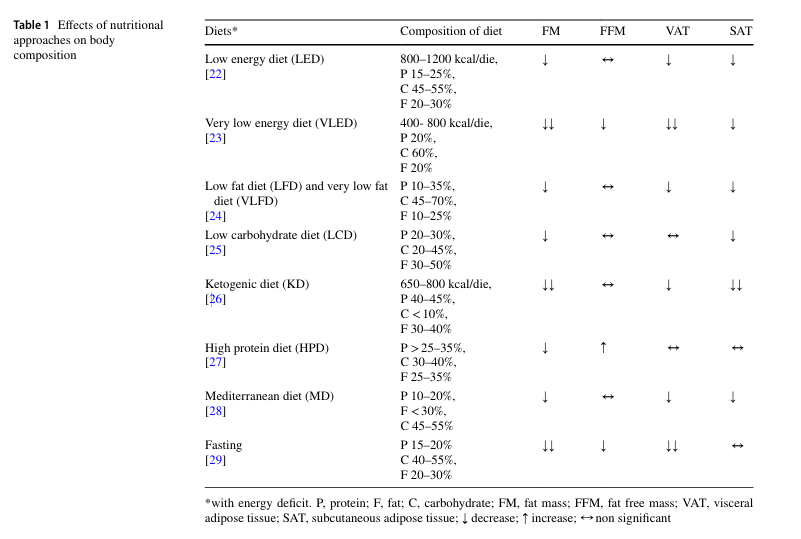 Table 1 Effects of nutritional
approaches on body
composition
Diets* Composition of diet FM FFM VAT SAT
Low energy diet (LED) 800–1200 kcal/die, ↓ ↔ ↓ ↓
[22] P 15–25%,
C 45–55%,
F 20–30%
Very low energy diet (VLED) 400- 800 kcal/die, ↓↓ ↓ ↓↓ ↓
[23] P 20%,
C 60%,
F 20%
Low fat diet (LFD) and very low fat P 10–35%, ↓ ↔ ↓ ↓
diet (VLFD) C 45–70%,
[24] F 10–25%
Low carbohydrate diet (LCD) P 20–30%, ↓ ↔ ↔ ↓
[25] C 20–45%,
F 30–50%
Ketogenic diet (KD) 650–800 kcal/die, ↓↓ ↔ ↓ ↓↓
[26] P 40–45%,
C < 10%,
F 30–40%
High protein diet (HPD) P > 25–35%, ↓ ↑ ↔ ↔
[27] C 30–40%,
F 25–35%
Mediterranean diet (MD) P 10–20%, ↓ ↔ ↓ ↓
[28] F < 30%,
C 45–55%
Fasting P 15–20% ↓↓ ↓ ↓↓ ↔
[29] C 40–55%,
F 20–30%
*with energy deficit. P, protein; F, fat; C, carbohydrate; FM, fat mass; FFM, fat free mass; VAT, visceral
adipose tissue; SAT, subcutaneous adipose tissue; ↓ decrease; ↑ increase; ↔ non significant